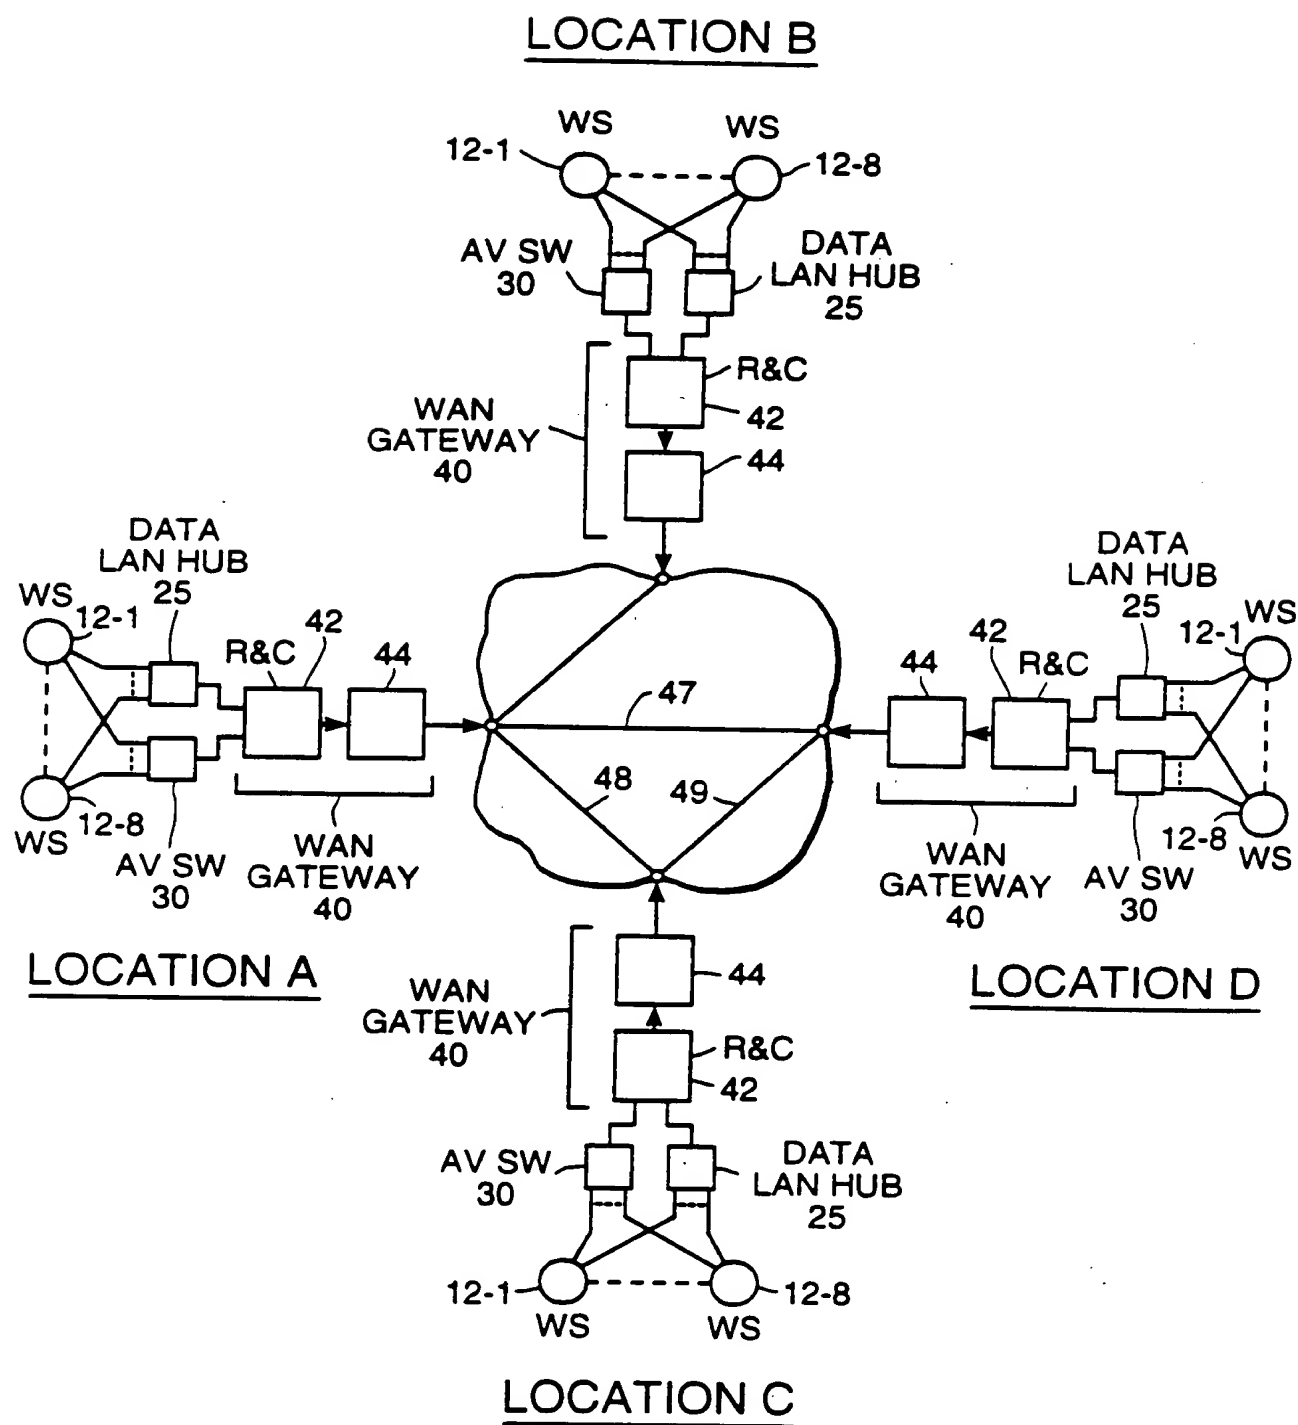 LOCATION B
WS
WS
12-1
12-8
AV SW
30
DATA
LAN HUB
25
R&C
42
WAN
GATEWAY
40
44
DATA
LAN HUB
25
WS
12-1
42
R&C
44
12-8
WS
AV SW
30
WAN
GATEWAY
40
LOCATION A
47
48
49
DATA
LAN HUB
25
WS
12-1
42
R&C
44
12-8
WS
AV SW
30
WAN
GATEWAY
40
LOCATION D
44
WAN
GATEWAY
40
R&C
42
AV SW
30
DATA
LAN HUB
25
12-1
12-8
WS
WS
LOCATION C